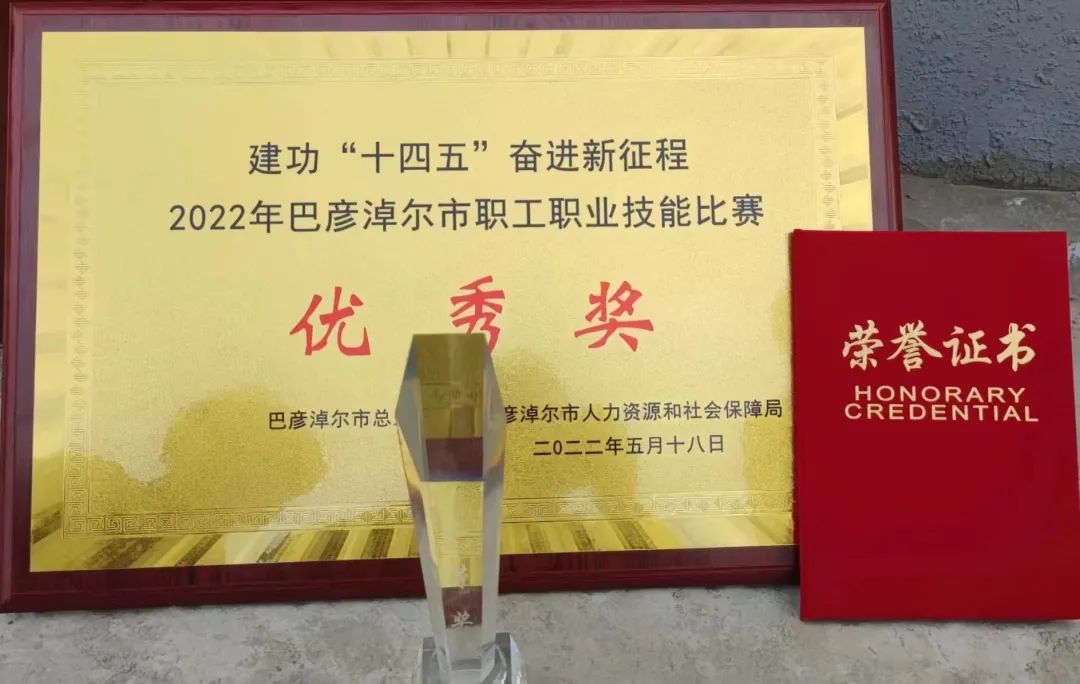 建功“十四五”奋进新征程
2022年巴彦淖尔市职工职业技能比赛
优秀奖
巴彦淖尔市总 彦淖尔市人力资源和社会保障局
二0二二年五月十八日
荣誉证书
HONORARY
CREDENTIAL
奖